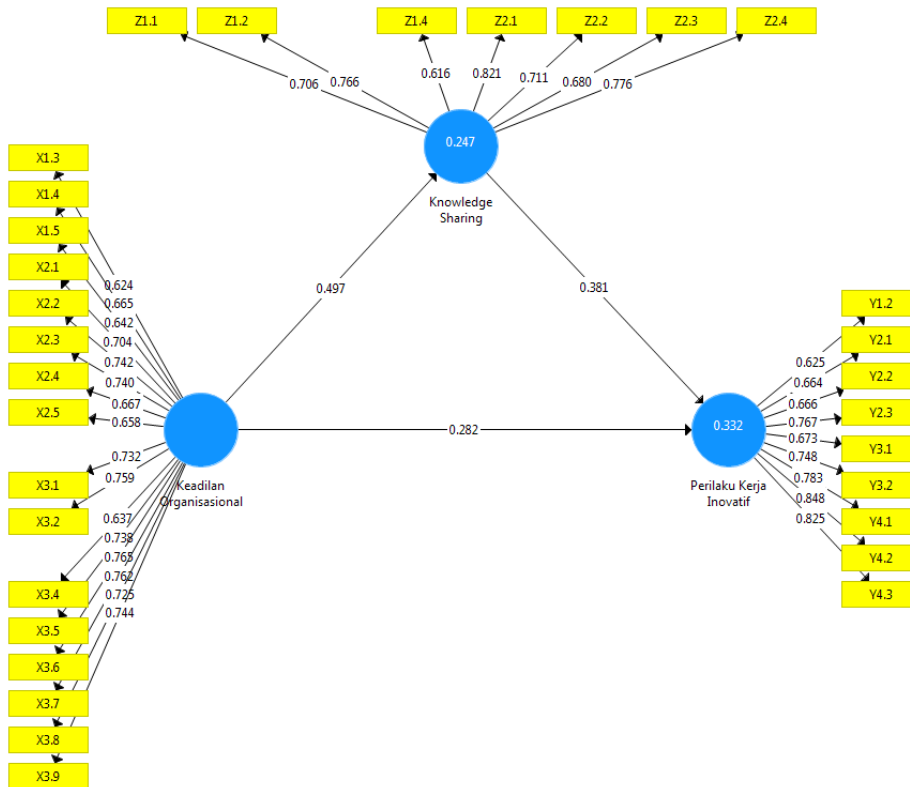 Z1.1 Z1.2 Z1.4 Z2.1 Z2.2 Z2.3 Z2.4
0.706 0.766 0.616 0.821 0.711 0.680 0.776
0.247
Knowledge
Sharing
X1.3
X1.4
X1.5
X2.1
X2.2
X2.3
X2.4
X2.5
X3.1
X3.2
X3.4
X3.5
X3.6
X3.7
X3.8
X3.9
0.624
0.665
0.642
0.704
0.742
0.740
0.667
0.658
0.732
0.759
0.637
0.738
0.765
0.762
0.725
0.744
Keadilan
Organisasional
0.497
0.381
0.282
0.332
Perilaku Kerja
Inovatif
0.625
0.664
0.666
0.767
0.673
0.748
0.783
0.848
0.825
Y1.2
Y2.1
Y2.2
Y2.3
Y3.1
Y3.2
Y4.1
Y4.2
Y4.3